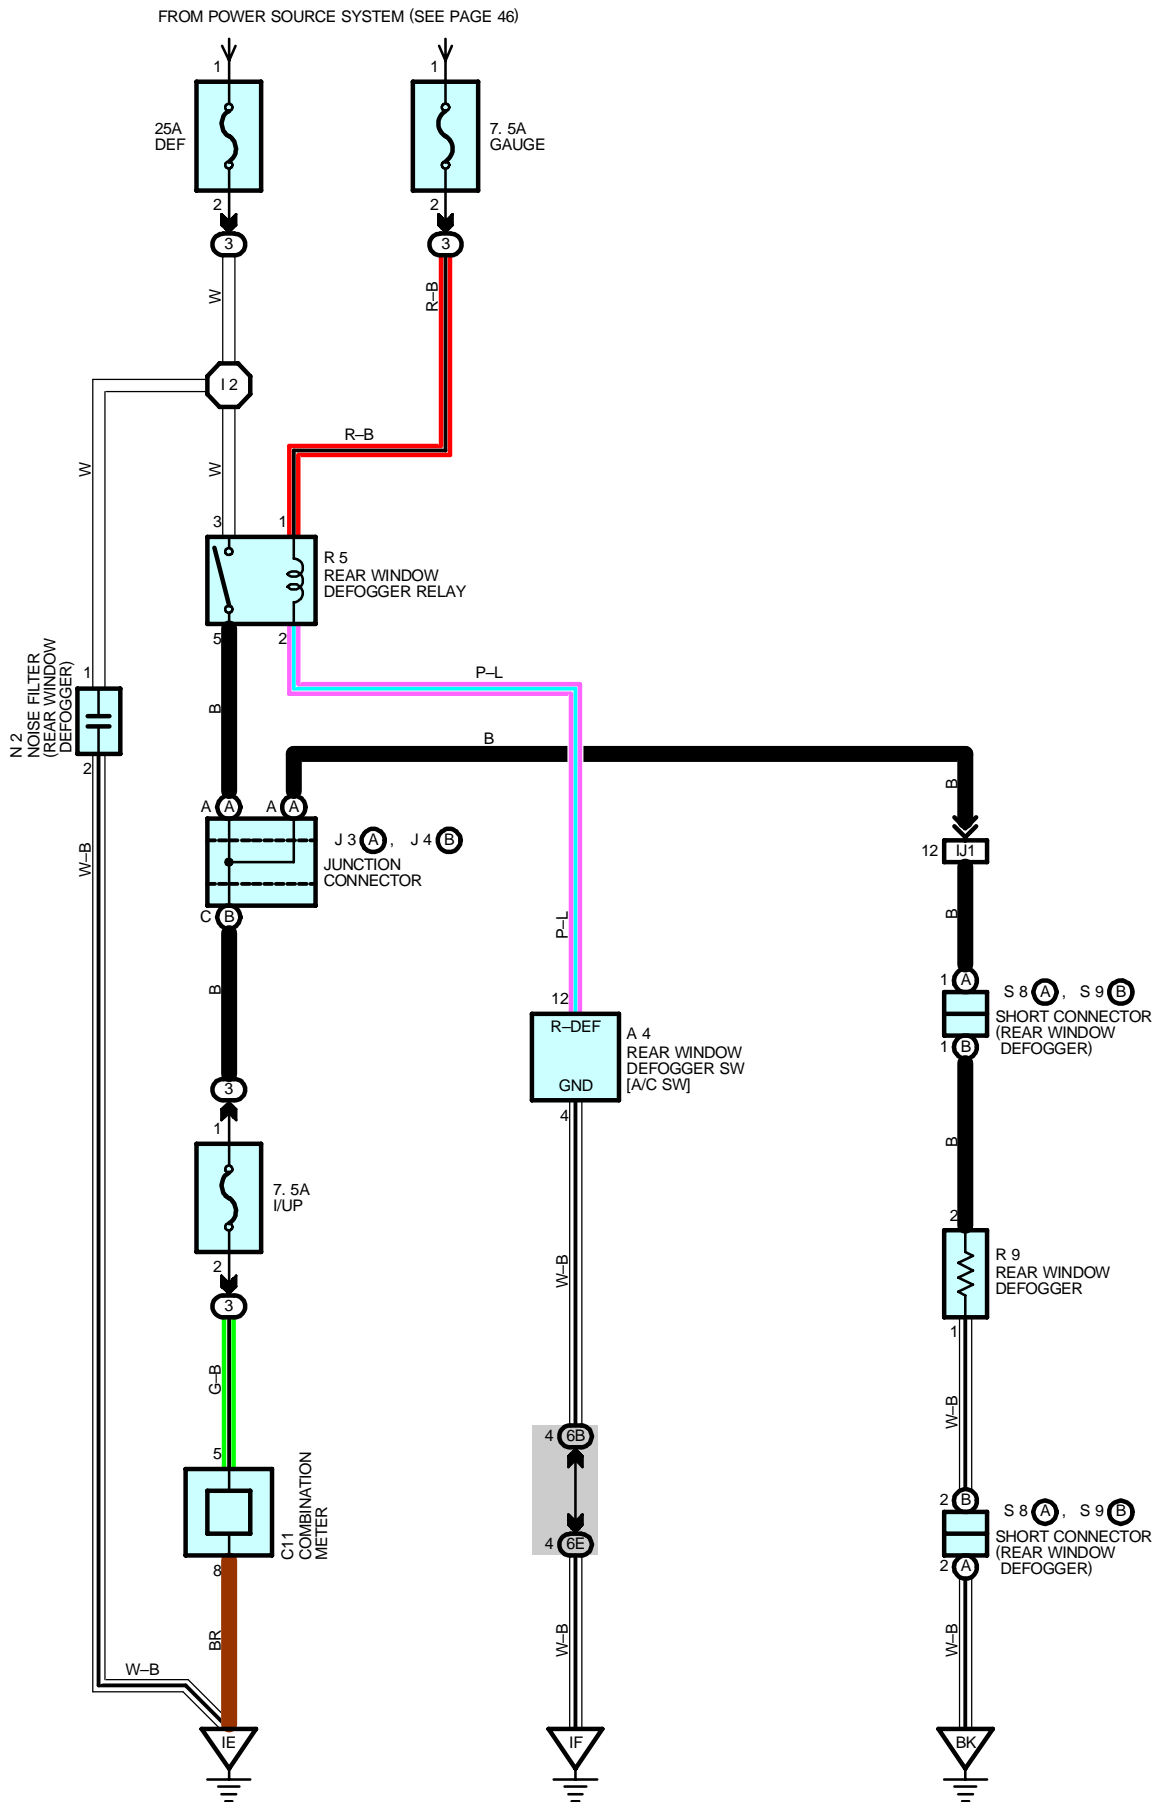 FROM POWER SOURCE SYSTEM (SEE PAGE 46)
1
1
25A
DEF
7. 5A
GAUGE
2
2
3
3
W
R–B
I 2
R–B
W
W
3
1
R 5
REAR WINDOW
DEFOGGER RELAY
5
2
N 2
NOISE FILTER
(REAR WINDOW
DEFOGGER)
1
2
P–L
B
B
B
A A
A A
J 3 A , J 4 B
JUNCTION
CONNECTOR
12 IJ1
W–B
C B
B
P–L
B
1 A
S 8 A , S 9 B
SHORT CONNECTOR
(REAR WINDOW
DEFOGGER)
1 B
12
R–DEF
GND
A 4
REAR WINDOW
DEFOGGER SW
[A/C SW]
4
3
1
7. 5A
I/UP
2
3
B
2
R 9
REAR WINDOW
DEFOGGER
1
W–B
G–B
W–B
5
C11
COMBINATION
METER
8
4 6B
4 6E
2 B
S 8 A , S 9 B
SHORT CONNECTOR
(REAR WINDOW
DEFOGGER)
2 A
BR
W–B
W–B
W–B
IE
IF
BK